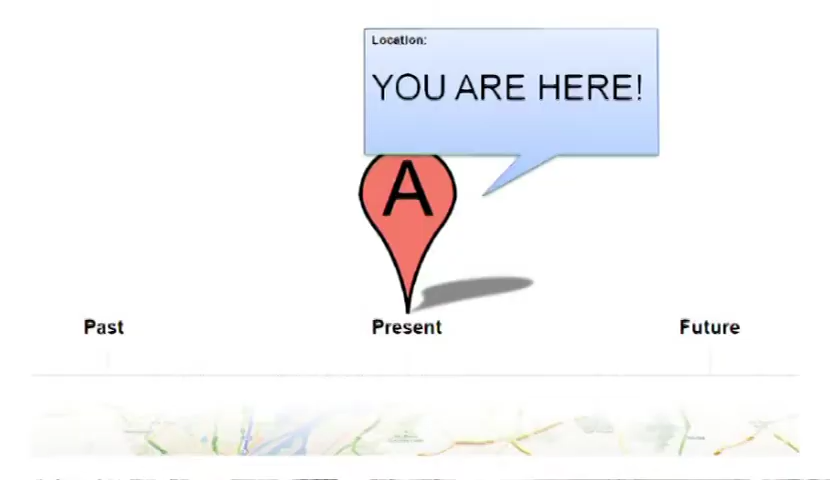 Location:
YOU ARE HERE!
A
Past
Present
Future